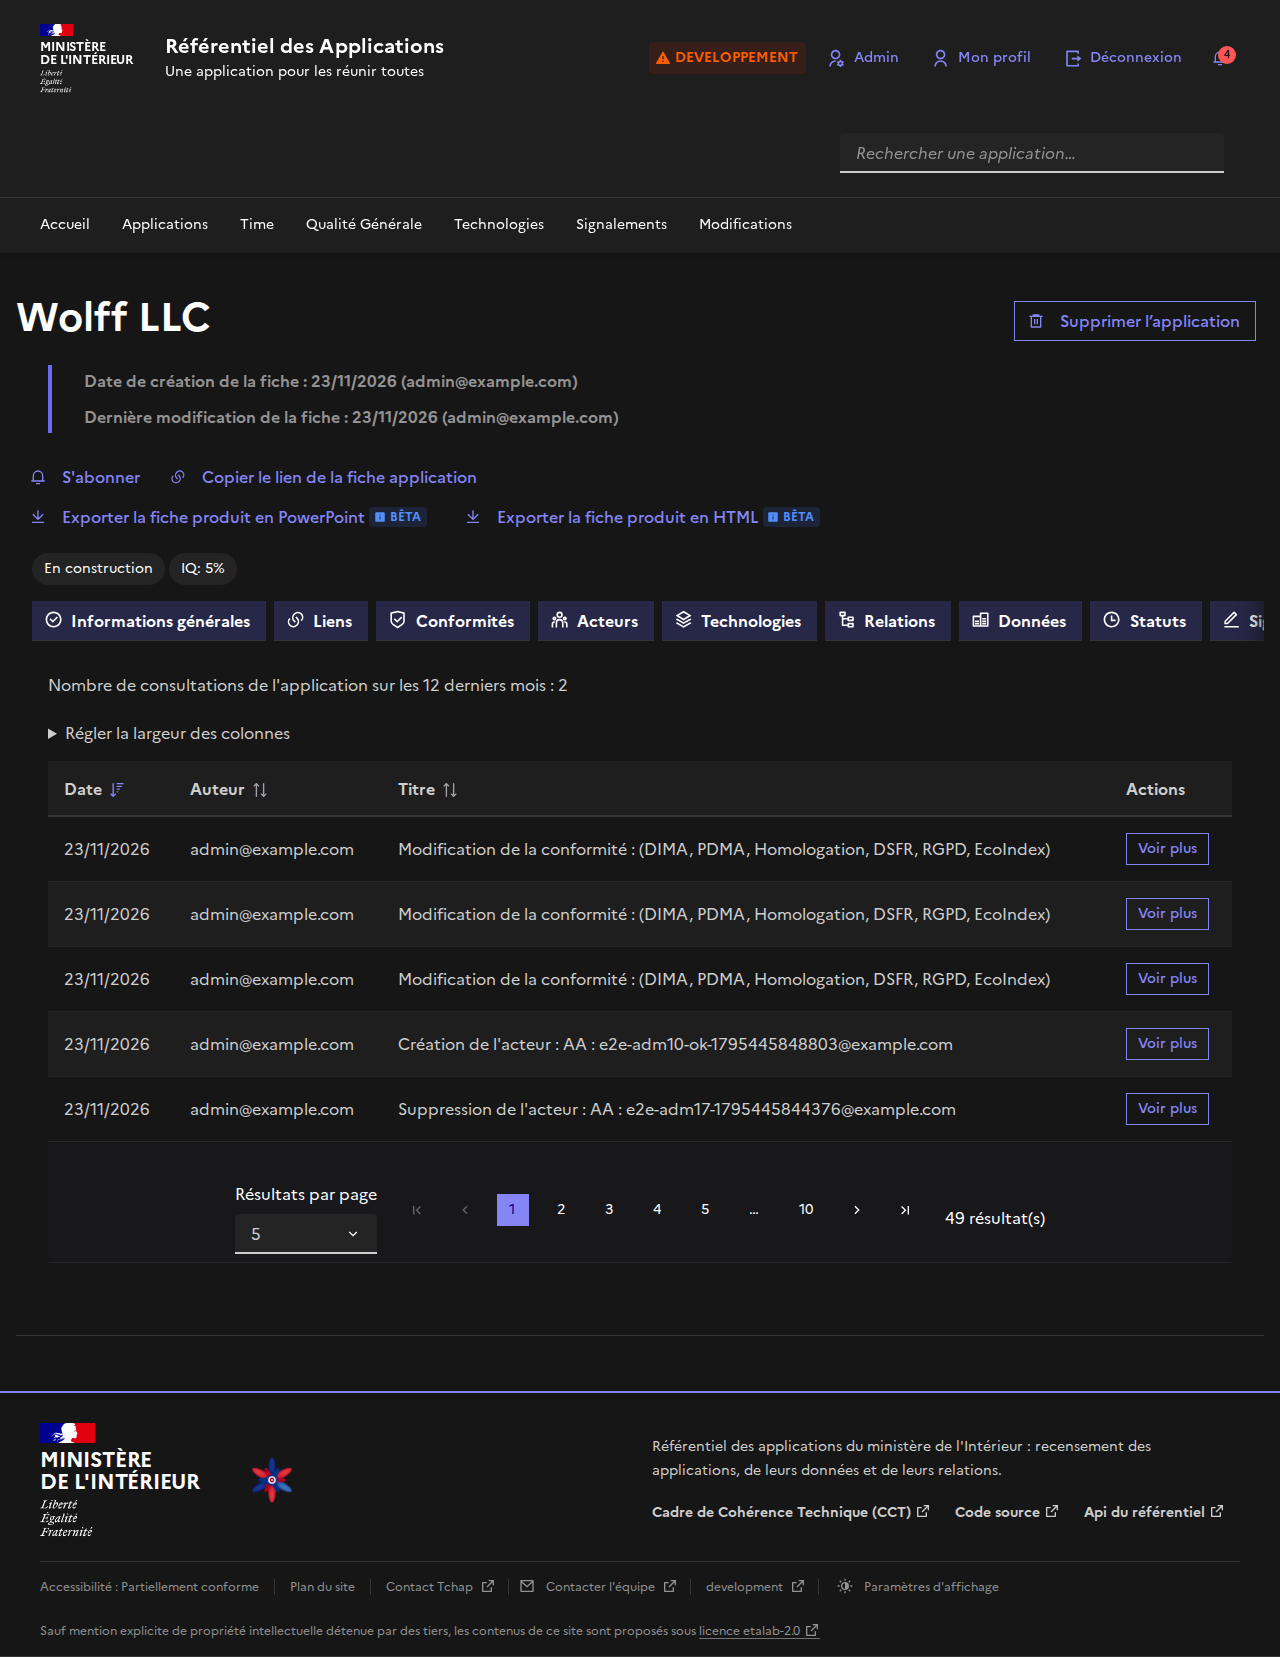 MINISTÈRE
DE L'INTÉRIEUR
Liberté
Égalité
Fraternité
Référentiel des Applications
Une application pour les réunir toutes
DEVELOPPEMENT
Admin
Mon profil
Déconnexion
4
Rechercher une application...
Accueil
Applications
Time
Qualité Générale
Technologies
Signalements
Modifications
Wolff LLC
Supprimer l’application
Date de création de la fiche : 23/11/2026 (admin@example.com)
Dernière modification de la fiche : 23/11/2026 (admin@example.com)
S'abonner
Copier le lien de la fiche application
Exporter la fiche produit en PowerPoint BÊTA
Exporter la fiche produit en HTML BÊTA
En construction
IQ: 5%
Informations générales
Liens
Conformités
Acteurs
Technologies
Relations
Données
Statuts
Nombre de consultations de l'application sur les 12 derniers mois : 2
Régler la largeur des colonnes
Date Auteur Titre Actions
23/11/2026 admin@example.com Modification de la conformité : (DIMA, PDMA, Homologation, DSFR, RGPD, EcoIndex) Voir plus
23/11/2026 admin@example.com Modification de la conformité : (DIMA, PDMA, Homologation, DSFR, RGPD, EcoIndex) Voir plus
23/11/2026 admin@example.com Modification de la conformité : (DIMA, PDMA, Homologation, DSFR, RGPD, EcoIndex) Voir plus
23/11/2026 admin@example.com Création de l'acteur : AA : e2e-adm10-ok-1795445848803@example.com Voir plus
23/11/2026 admin@example.com Suppression de l'acteur : AA : e2e-adm17-1795445844376@example.com Voir plus
Résultats par page
5
1 2 3 4 5 ... 10
49 résultat(s)
MINISTÈRE
DE L'INTÉRIEUR
Liberté
Égalité
Fraternité
Référentiel des applications du ministère de l'Intérieur : recensement des
applications, de leurs données et de leurs relations.
Cadre de Cohérence Technique (CCT)
Code source
Api du référentiel
Accessibilité : Partiellement conforme
Plan du site
Contact Tchap
Contacter l'équipe
development
Paramètres d'affichage
Sauf mention explicite de propriété intellectuelle détenue par des tiers, les contenus de ce site sont proposés sous licence etalab-2.0